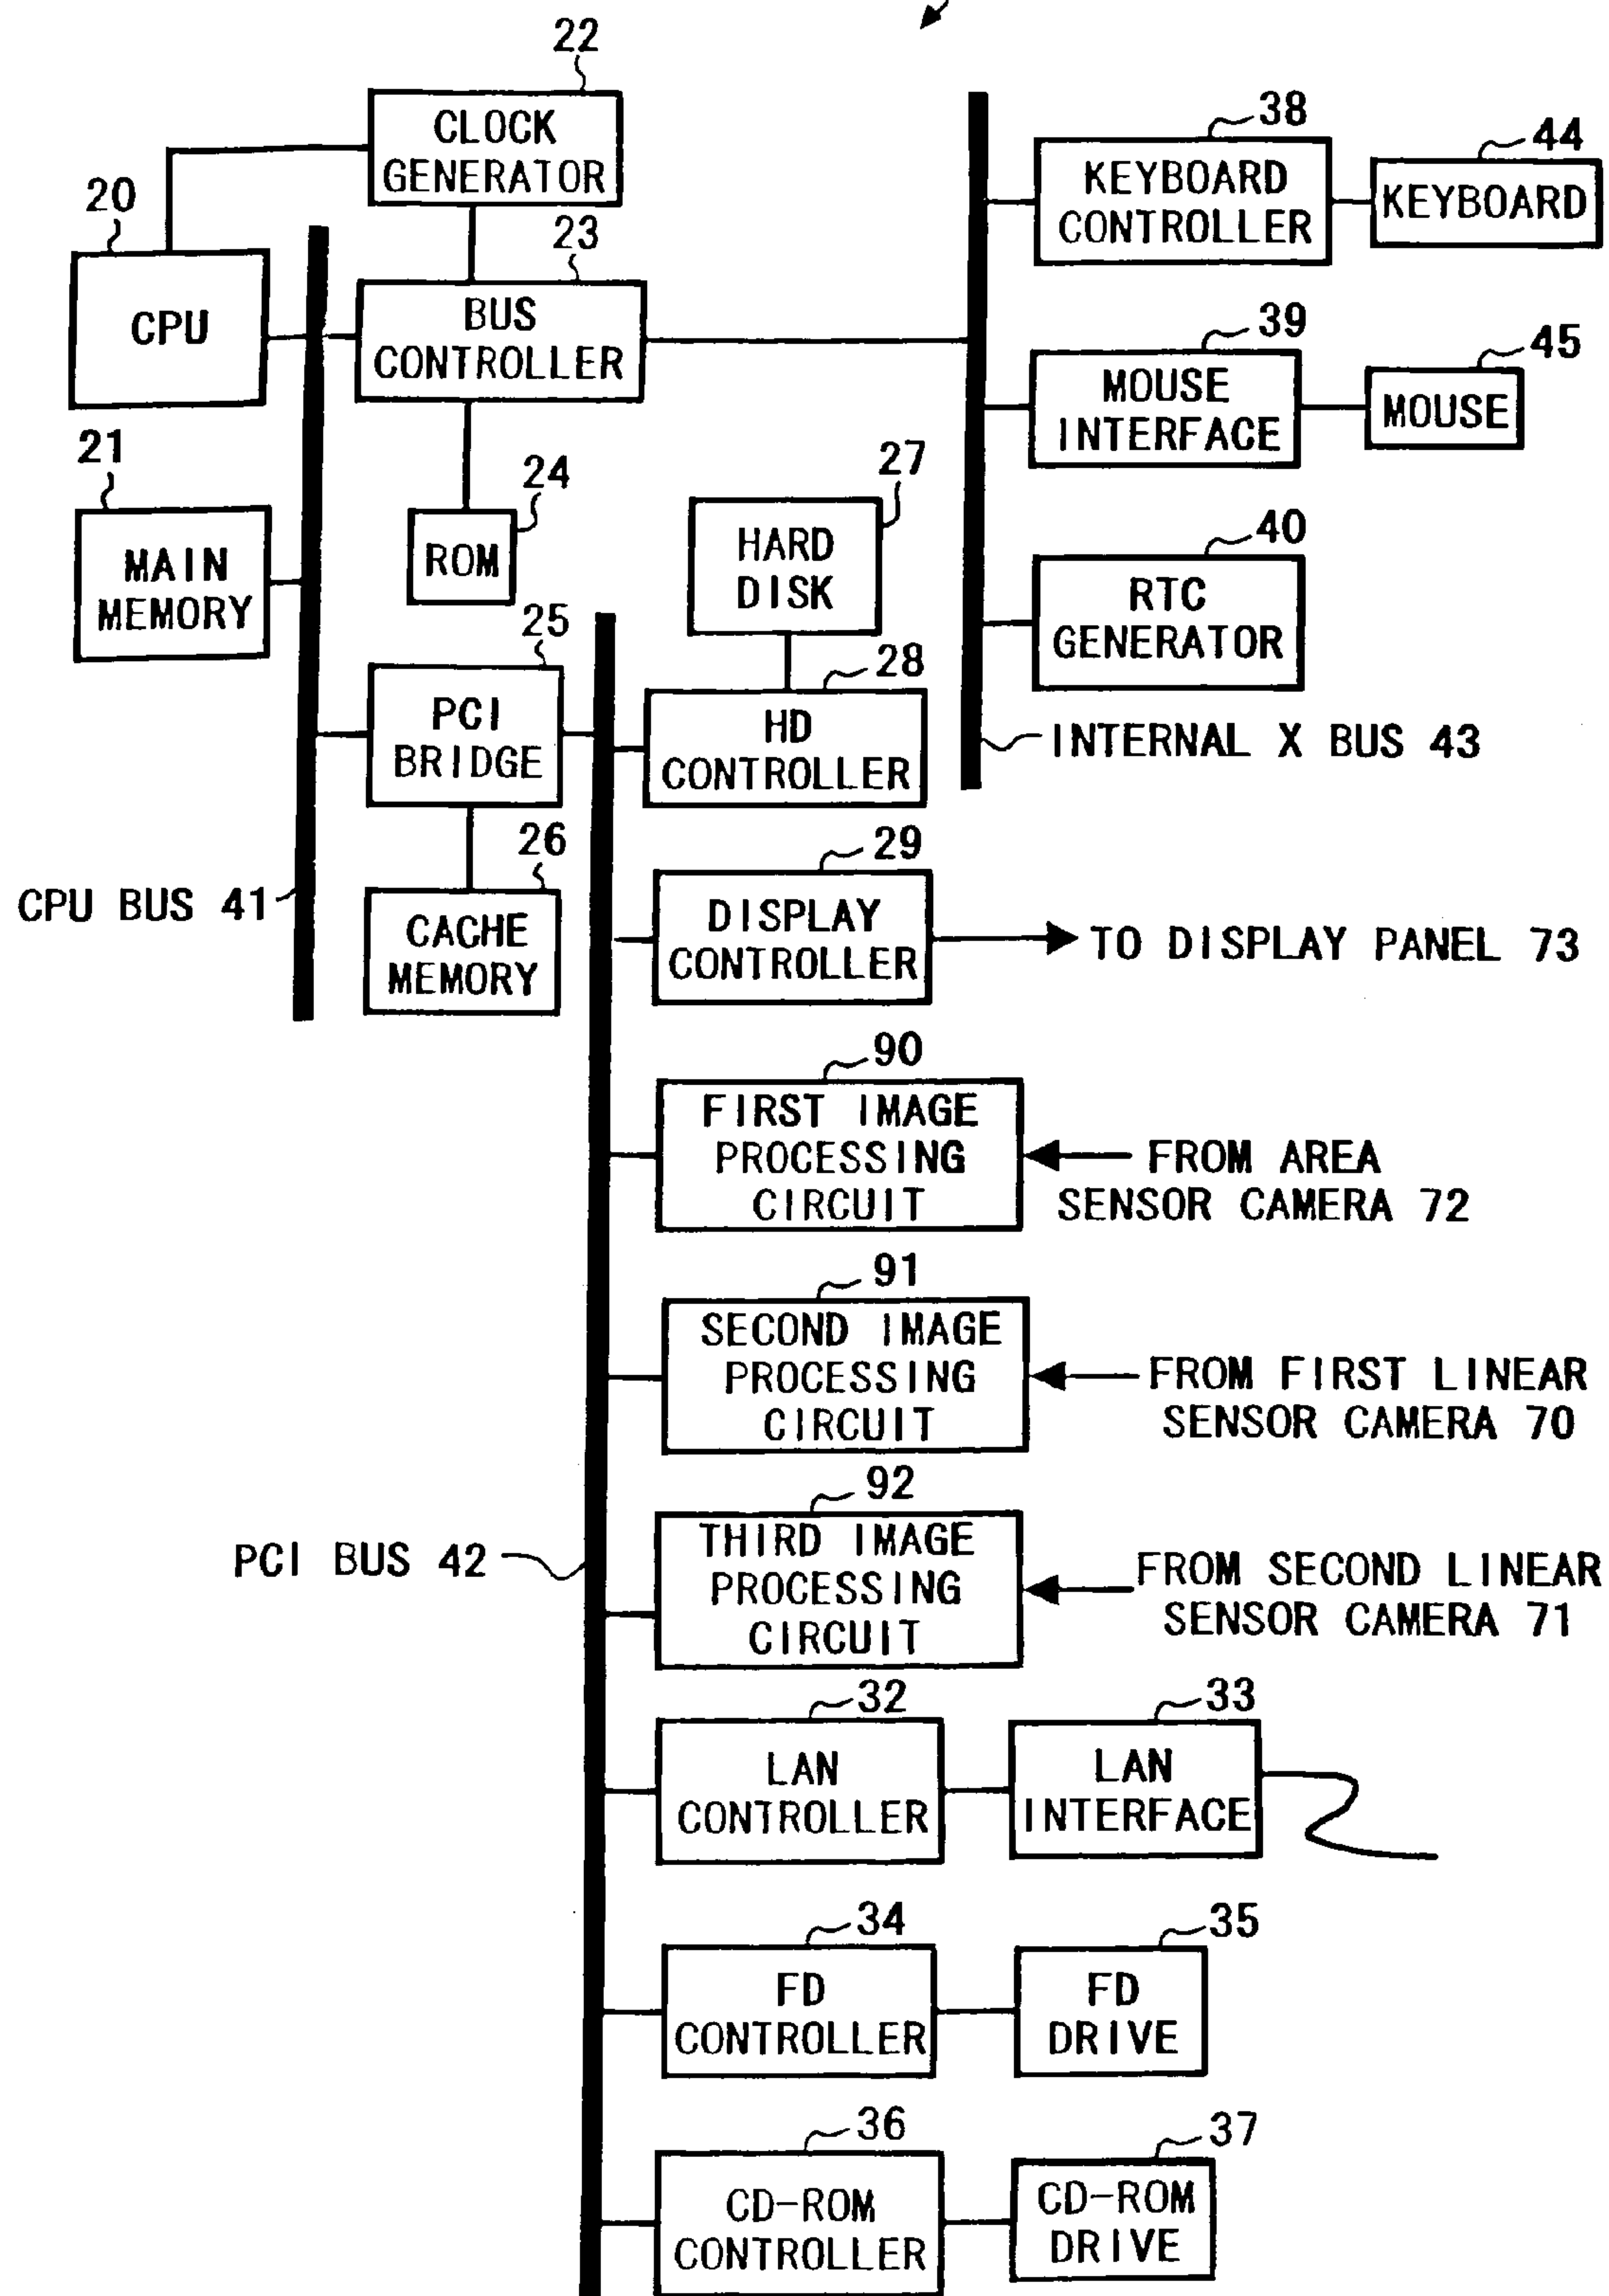 22
CLOCK
GENERATOR
20
CPU
23
BUS
CONTROLLER
38
KEYBOARD
CONTROLLER
44
KEYBOARD
39
MOUSE
INTERFACE
45
MOUSE
21
MAIN
MEMORY
24
ROM
27
HARD
DISK
40
RTC
GENERATOR
25
PCI
BRIDGE
28
HD
CONTROLLER
INTERNAL X BUS 43
26
CACHE
MEMORY
CPU BUS 41
29
DISPLAY
CONTROLLER
TO DISPLAY PANEL 73
90
FIRST IMAGE
PROCESSING
CIRCUIT
FROM AREA
SENSOR CAMERA 72
91
SECOND IMAGE
PROCESSING
CIRCUIT
FROM FIRST LINEAR
SENSOR CAMERA 70
92
THIRD IMAGE
PROCESSING
CIRCUIT
FROM SECOND LINEAR
SENSOR CAMERA 71
PCI BUS 42
32
LAN
CONTROLLER
33
LAN
INTERFACE
34
FD
CONTROLLER
35
FD
DRIVE
36
CD-ROM
CONTROLLER
37
CD-ROM
DRIVE